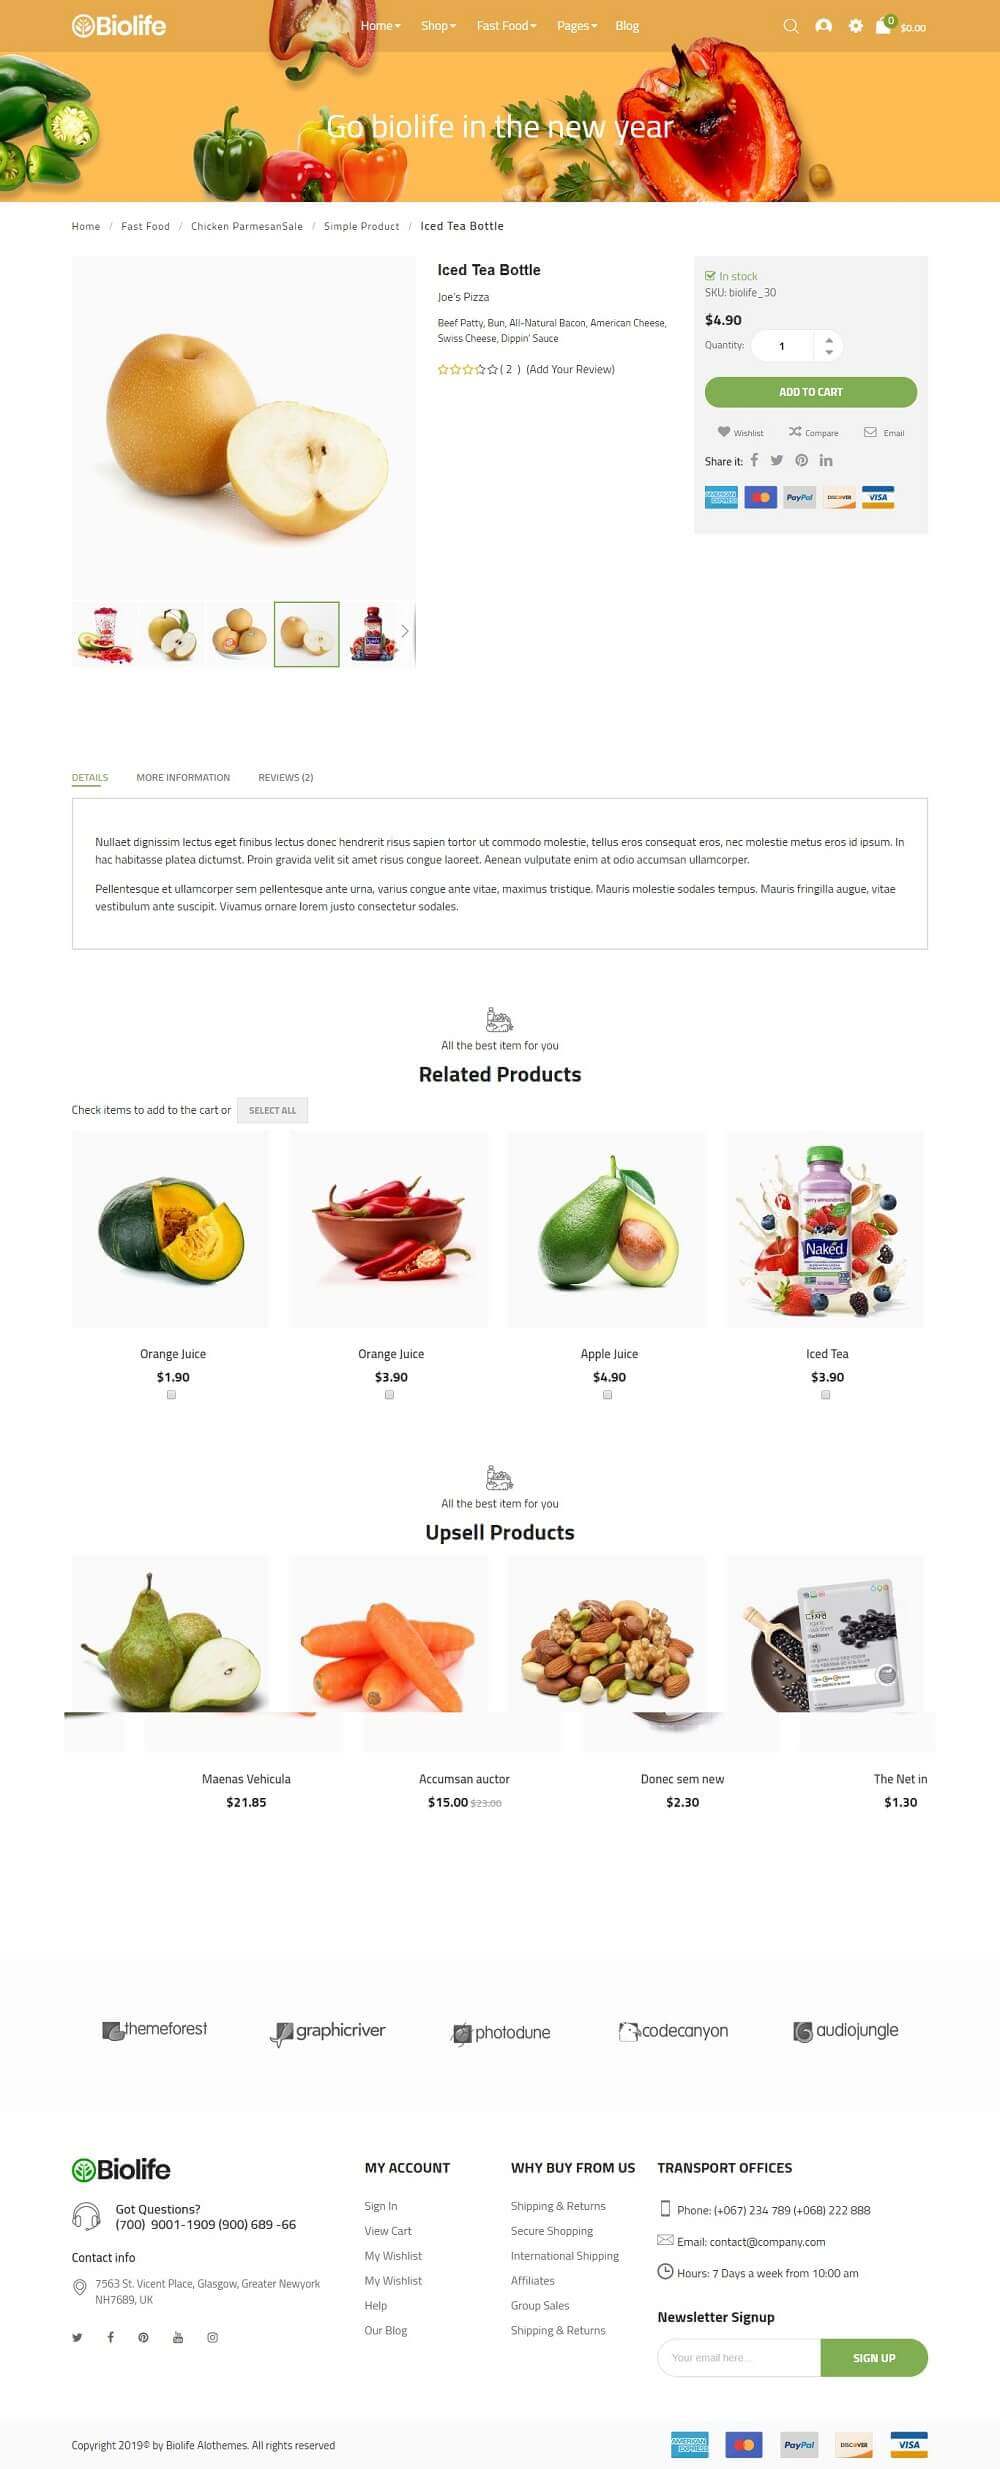 Biolife
Home Shop Fast Food Pages Blog
0
$0.00
Go biolife in the new year
Home / Fast Food / Chicken ParmesanSale / Simple Product / Iced Tea Bottle
Iced Tea Bottle
Joe's Pizza
Beef Patty, Bun, All-Natural Bacon, American Cheese,
Swiss Cheese, Dippin' Sauce
( 2 ) (Add Your Review)
In stock
SKU: biolife_30
$4.90
Quantity: 1
ADD TO CART
Wishlist Compare Email
Share it:
AMERICAN EXPRESS PayPal DISCOVER VISA
DETAILS MORE INFORMATION REVIEWS (2)
Nullaet dignissim lectus eget finibus lectus donec hendrerit risus sapien tortor ut commodo molestie, tellus eros consequat eros, nec molestie metus eros id ipsum. In
hac habitasse platea dictumst. Proin gravida velit sit amet risus congue laoreet. Aenean vulputate enim at odio accumsan ullamcorper.
Pellentesque et ullamcorper sem pellentesque ante urna, varius congue ante vitae, maximus tristique. Mauris molestie sodales tempus. Mauris fringilla augue, vitae
vestibulum ante suscipit. Vivamus ornare lorem justo consectetur sodales.
All the best item for you
Related Products
Check items to add to the cart or SELECT ALL
Naked
Orange Juice Orange Juice Apple Juice Iced Tea
$1.90 $3.90 $4.90 $3.90
All the best item for you
Upsell Products
Maenas Vehicula Accumsan auctor Donec sem new The Net in
$21.85 $15.00 $23.00 $2.30 $1.30
themeforest graphicriver photodune codecanyon audiojungle
Biolife
Got Questions?
(700) 9001-1909 (900) 689 -66
Contact info
7563 St. Vicent Place, Glasgow, Greater Newyork
NH7689, UK
MY ACCOUNT
Sign In
View Cart
My Wishlist
My Wishlist
Help
Our Blog
WHY BUY FROM US
Shipping & Returns
Secure Shopping
International Shipping
Affiliates
Group Sales
Shipping & Returns
TRANSPORT OFFICES
Phone: (+067) 234 789 (+068) 222 888
Email: contact@company.com
Hours: 7 Days a week from 10:00 am
Newsletter Signup
Your email here...
SIGN UP
Copyright 2019© by Biolife Alothemes. All rights reserved
AMERICAN EXPRESS PayPal DISCOVER VISA